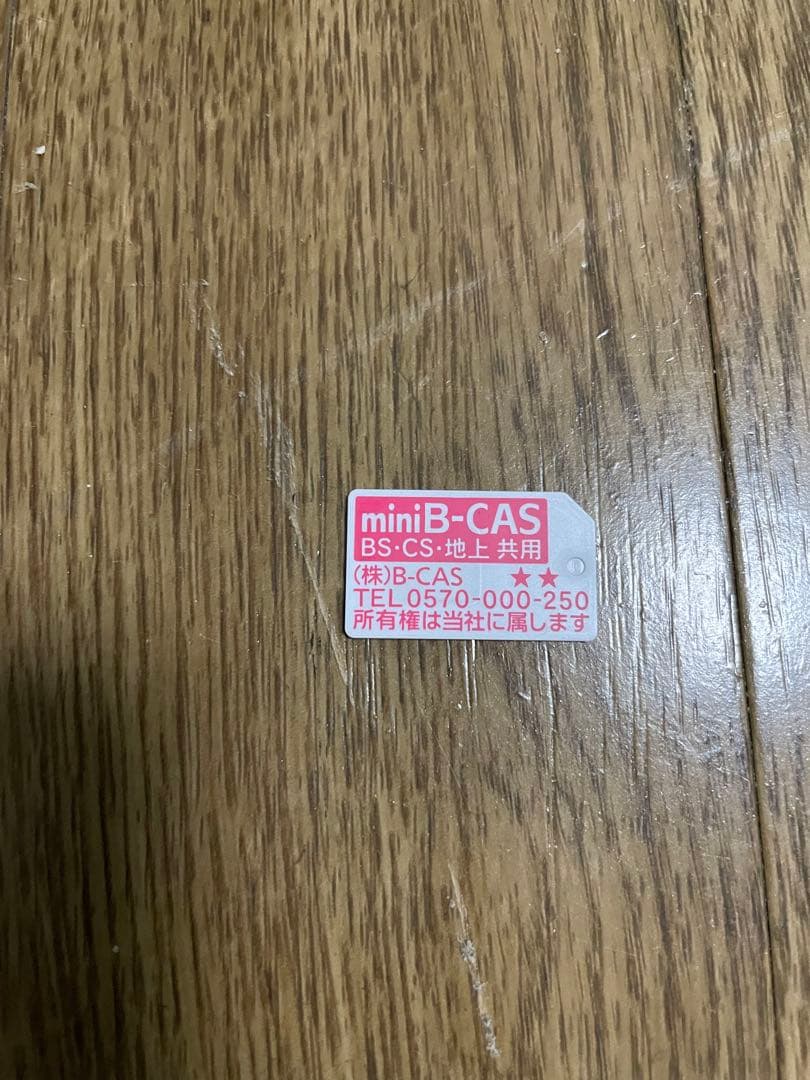 miniB-CAS
BS・CS・地上 共用
(株)B-CAS ★★
TEL0570-000-250
所有権は当社に属します